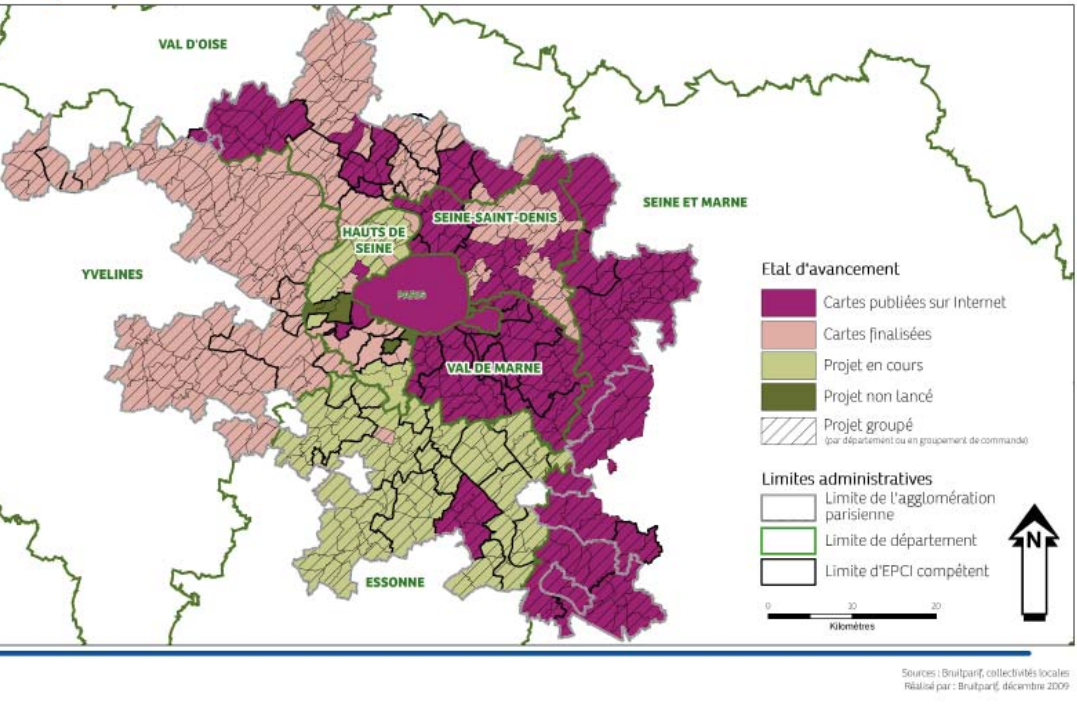 VAL D'OISE
SEINE ET MARNE
SEINE-SAINT-DENIS
HAUTS DE
SEINE
YVELINES
PARIS
VAL DE MARNE
ESSONNE
Etat d'avancement
Cartes publiées sur Internet
Cartes finalisées
Projet en cours
Projet non lancé
Projet groupé
(par département ou en groupement de commande)
Limites administratives
Limite de l'agglomération
parisienne
Limite de département
Limite d'EPCI compétent
N
0 10 20
Kilomètres
Sources : Bruitparif, collectivités locales
Réalisé par : Bruitparif, décembre 2009